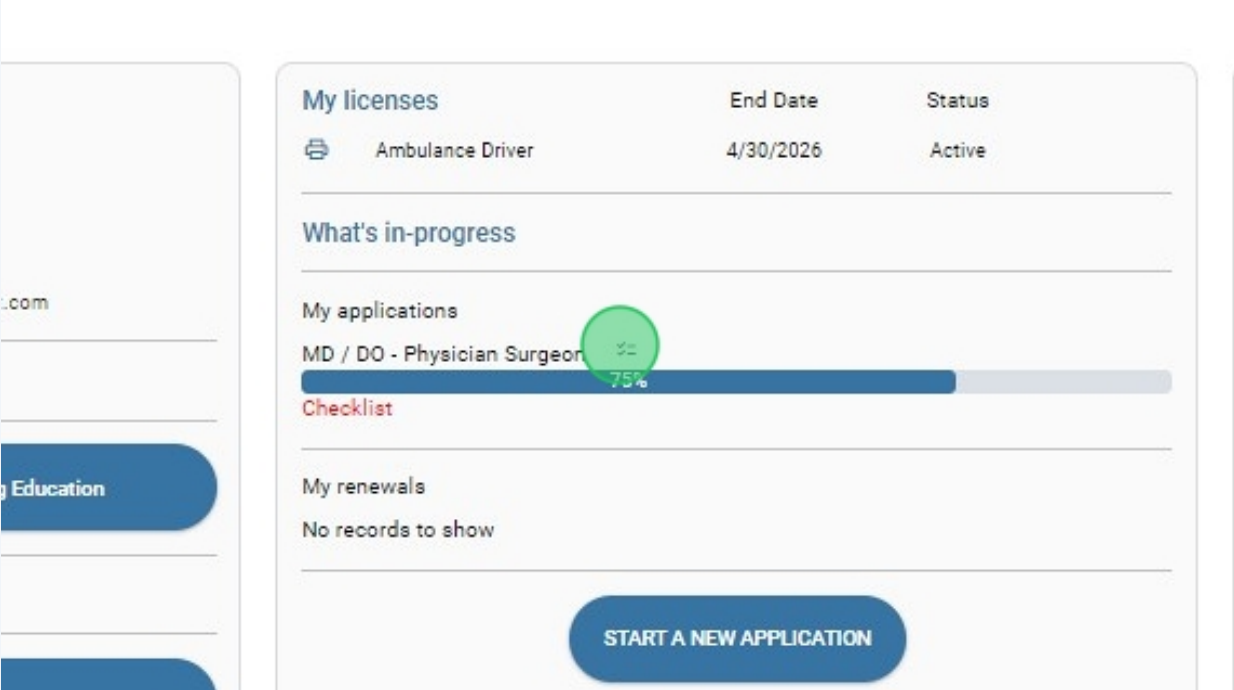 My licenses End Date Status
Ambulance Driver 4/30/2026 Active
What's in-progress
.com
My applications
MD / DO - Physician Surgeon
75%
Checklist
Education
My renewals
No records to show
START A NEW APPLICATION